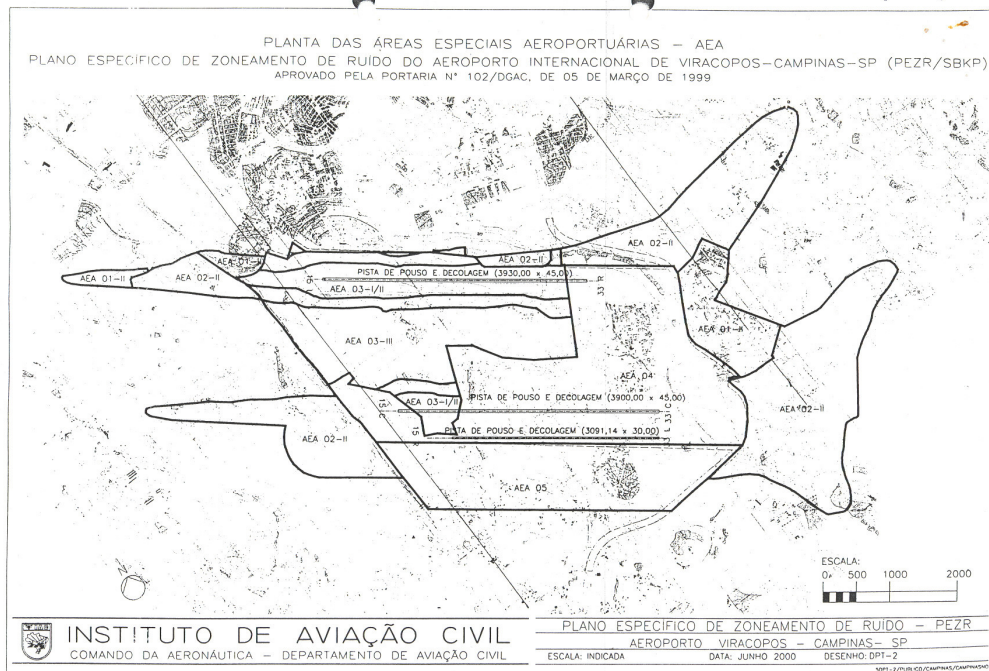 PLANTA DAS ÁREAS ESPECIAIS AEROPORTUÁRIAS – AEA
PLANO ESPECÍFICO DE ZONEAMENTO DE RUÍDO DO AEROPORTO INTERNACIONAL DE VIRACOPOS–CAMPINAS–SP (PEZR/SBKP)
APROVADO PELA PORTARIA N° 102/DGAC, DE 05 DE MARÇO DE 1999
AEA 02–II
AEA 01–II
AEA 02–II
AEA 01–II
AEA 02–II
16
PISTA DE POUSO E DECOLAGEM (3930,00 x 45,00)
33 R
AEA 03–I/II
AEA 01–II
AEA 03–III
AEA 04
AEA 03–I/II
PISTA DE POUSO E DECOLAGEM (3900,00 x 45,00)
15 C
33 C
AEA 02–II
15
PISTA DE POUSO E DECOLAGEM (3091,14 x 30,00)
33 L
AEA 02–II
AEA 05
N
ESCALA:
0 500 1000 2000
INSTITUTO DE AVIAÇÃO CIVIL
COMANDO DA AERONÁUTICA – DEPARTAMENTO DE AVIAÇÃO CIVIL
PLANO ESPECÍFICO DE ZONEAMENTO DE RUÍDO – PEZR
AEROPORTO VIRACOPOS – CAMPINAS– SP
ESCALA: INDICADA DATA: JUNHO 2000 DESENHO: DPT–2